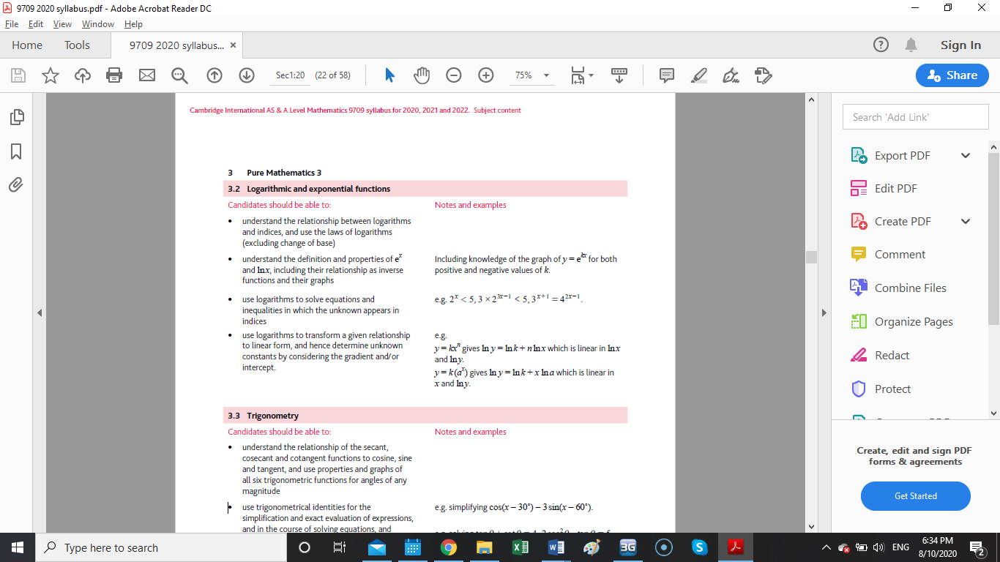 9709 2020 syllabus.pdf - Adobe Acrobat Reader DC
File Edit View Window Help
Home Tools 9709 2020 syllabus... × Sign In
Sec1:20 (22 of 58) 75% Share
Cambridge International AS & A Level Mathematics 9709 syllabus for 2020, 2021 and 2022. Subject content
3 Pure Mathematics 3
3.2 Logarithmic and exponential functions
Candidates should be able to: Notes and examples
• understand the relationship between logarithms
and indices, and use the laws of logarithms
(excluding change of base)
• understand the definition and properties of eˣ Including knowledge of the graph of y = eᵏˣ for both
and ln x, including their relationship as inverse positive and negative values of k.
functions and their graphs
• use logarithms to solve equations and e.g. 2ˣ < 5, 3 × 2³ˣ⁻¹ < 5, 3ˣ⁺¹ = 4²ˣ⁻¹.
inequalities in which the unknown appears in
indices
• use logarithms to transform a given relationship e.g.
to linear form, and hence determine unknown y = kxⁿ gives ln y = ln k + n ln x which is linear in ln x
constants by considering the gradient and/or and ln y.
intercept. y = k(aˣ) gives ln y = ln k + x ln a which is linear in
x and ln y.
3.3 Trigonometry
Candidates should be able to: Notes and examples
• understand the relationship of the secant,
cosecant and cotangent functions to cosine, sine
and tangent, and use properties and graphs of
all six trigonometric functions for angles of any
magnitude
• use trigonometrical identities for the e.g. simplifying cos(x − 30°) − 3 sin(x − 60°).
simplification and exact evaluation of expressions,
and in the course of solving equations, and
Search 'Add Link'
Export PDF
Edit PDF
Create PDF
Comment
Combine Files
Organize Pages
Redact
Protect
Create, edit and sign PDF
forms & agreements
Get Started
Type here to search
3G
ENG
6:34 PM
8/10/2020
2